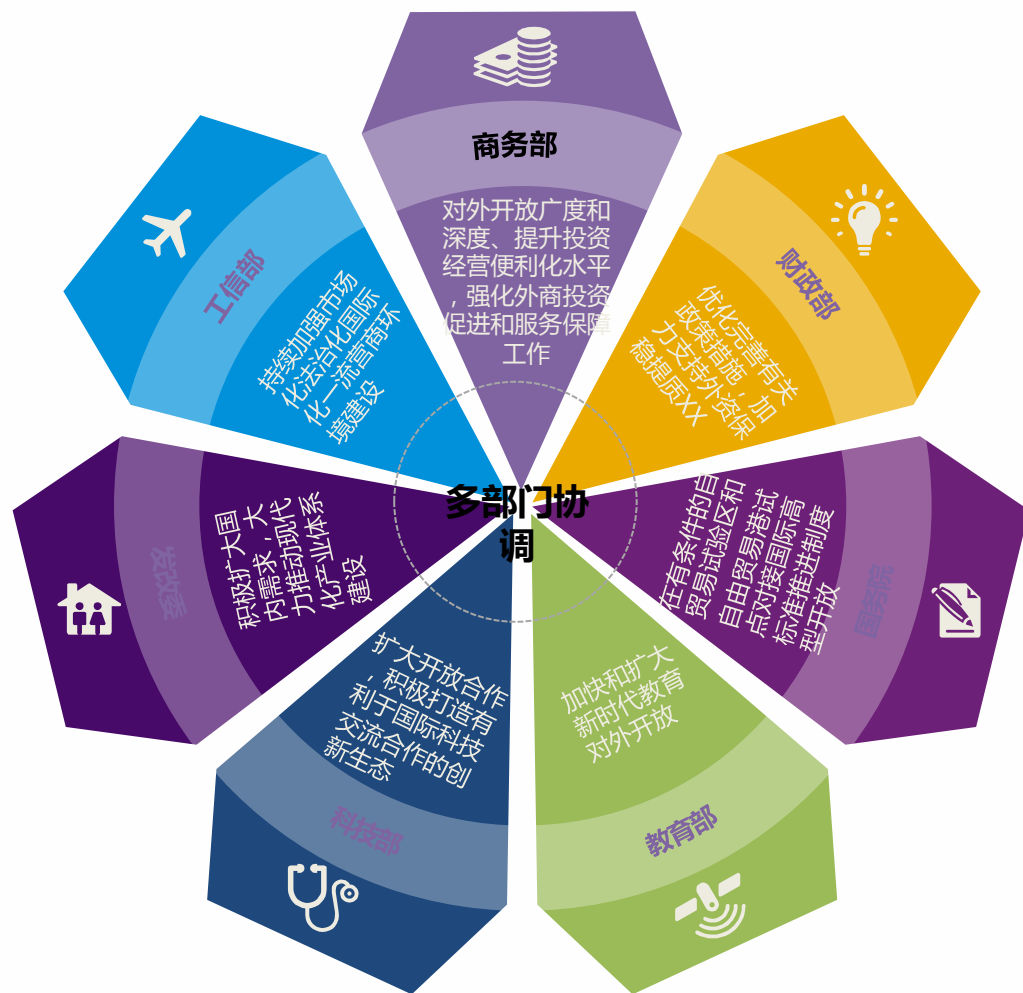 商务部
对外开放广度和
深度、提升投资
经营便利化水平
，强化外商投资
促进和服务保障
工作
财政部
优化完善有关
政策措施，加
力支持外资保
稳提质XX
国务院
在有条件的自
贸易试验区和
自由贸易港试
点对接国际高
标准推进制度
型开放
教育部
加快和扩大
新时代教育
对外开放
科技部
扩大开放合作
，积极打造有
利于国际科技
交流合作的创
新生态
发改委
积极扩大国
内需求，大
力推动现代
化产业体系
建设
工信部
持续加强市场
化法治化国际
化一流营商环
境建设
多部门协
调